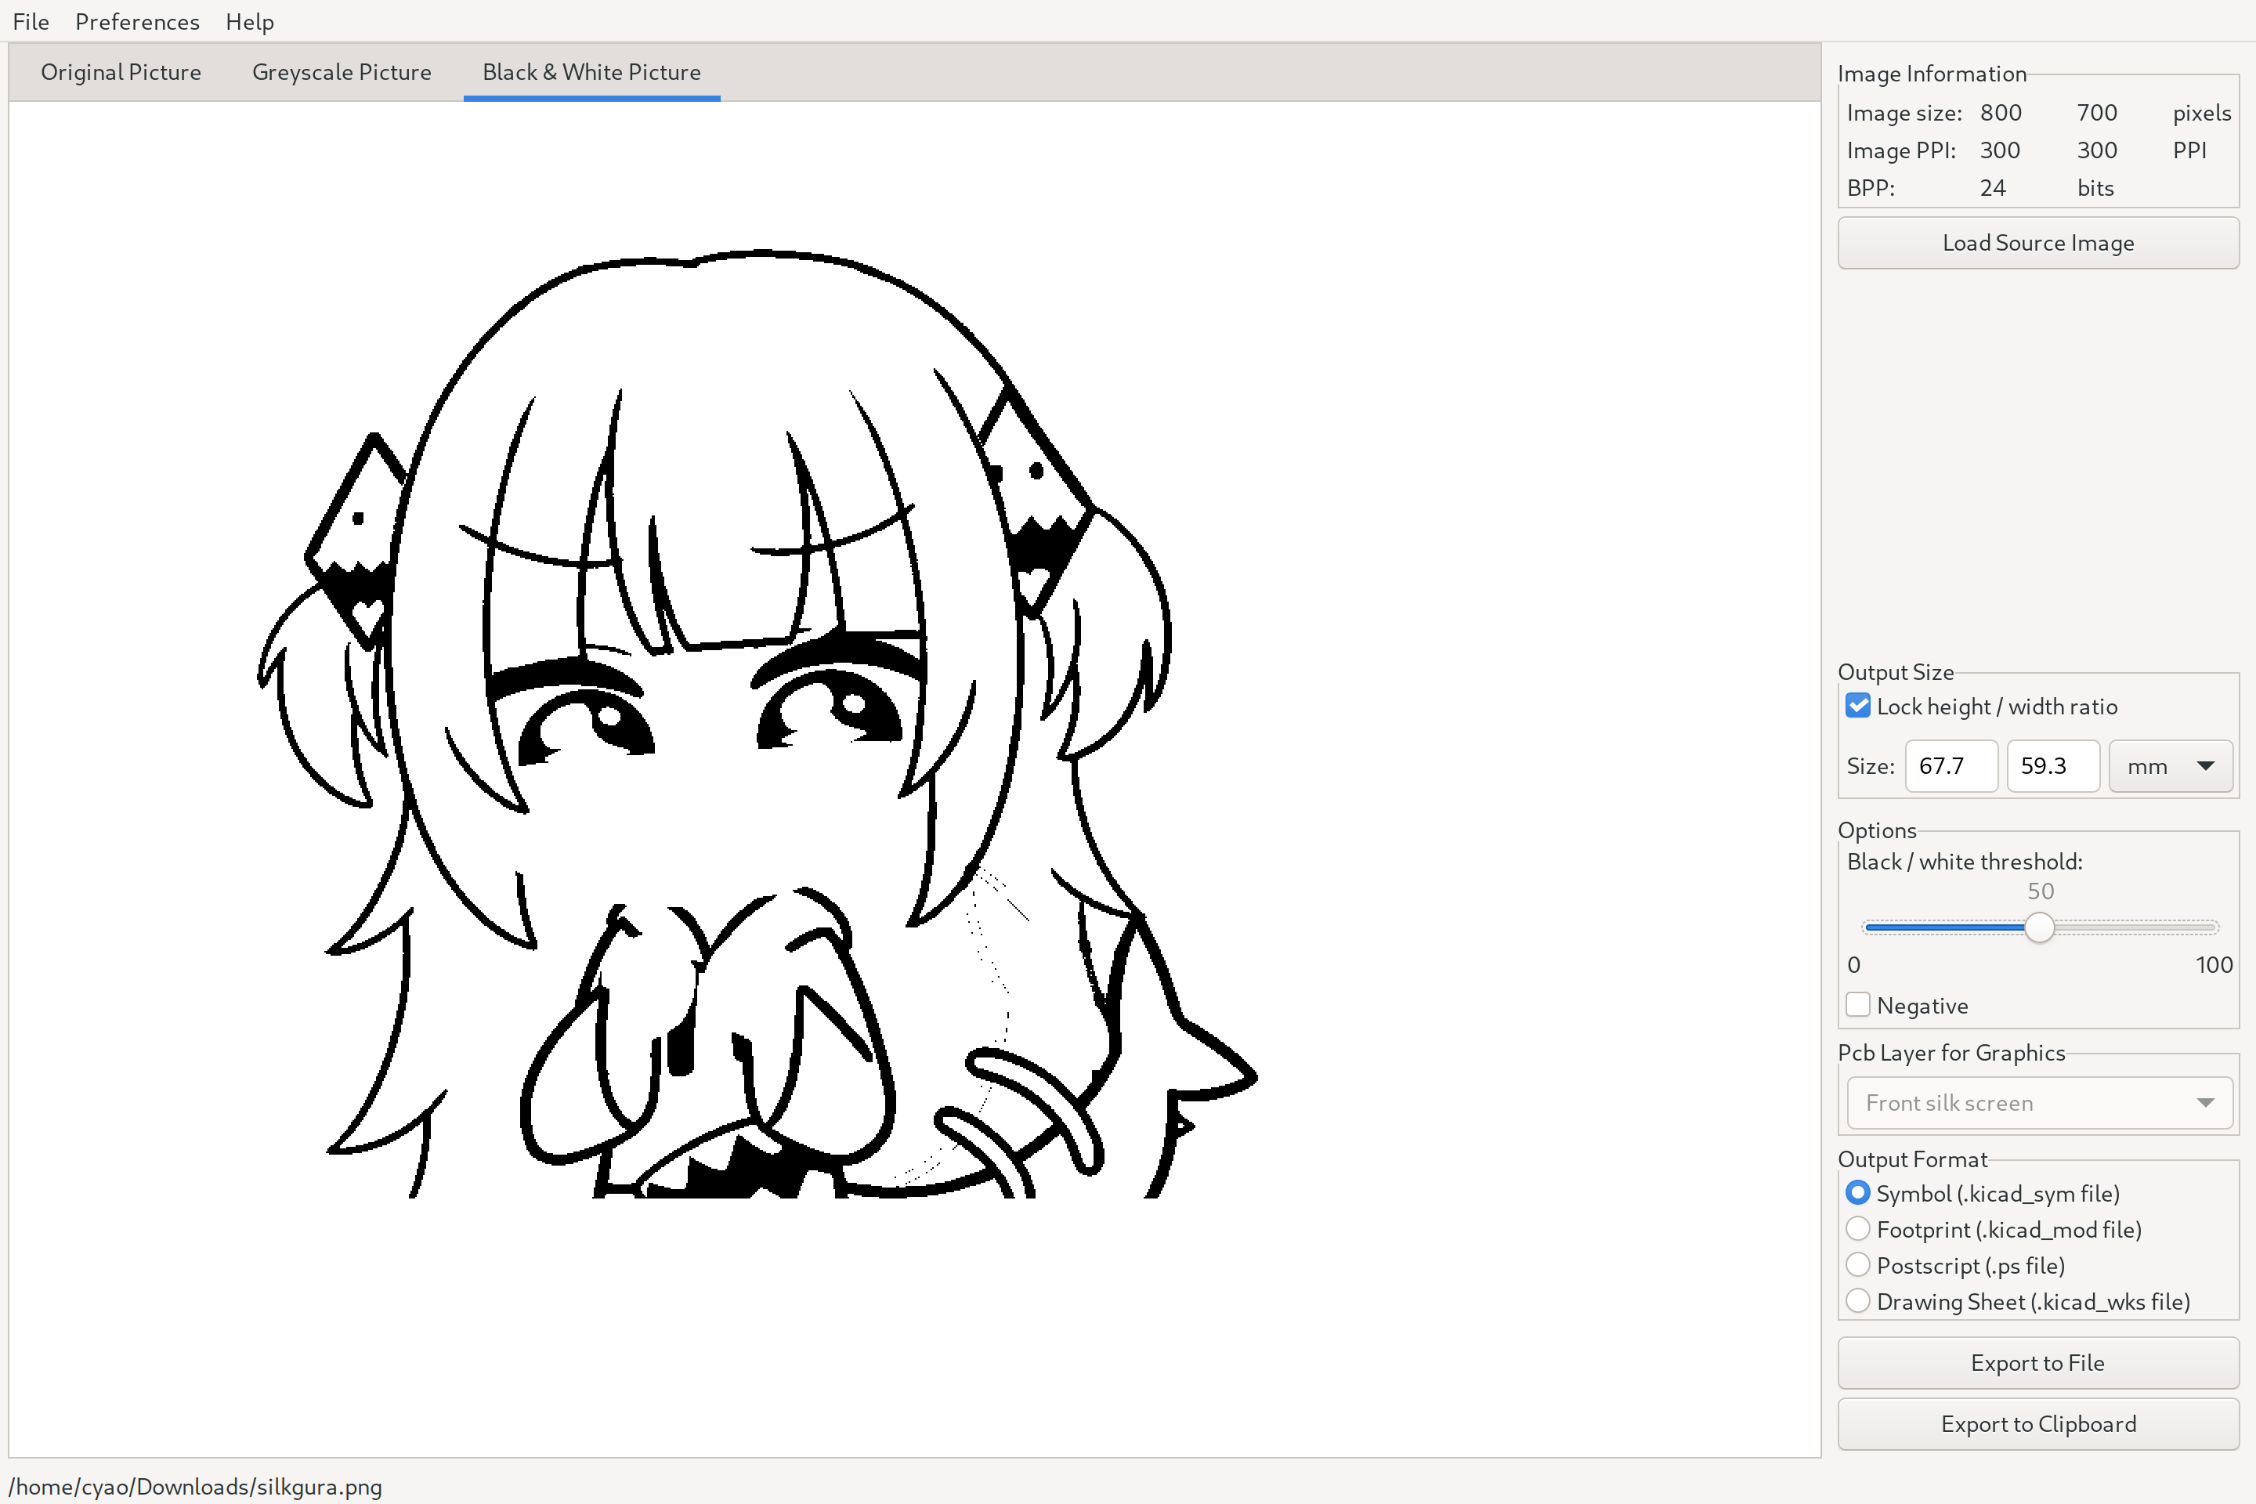 File Preferences Help
Original Picture Greyscale Picture Black & White Picture
Image Information
Image size: 800 700 pixels
Image PPI: 300 300 PPI
BPP: 24 bits
Load Source Image
Output Size
Lock height / width ratio
Size: 67.7 59.3 mm
Options
Black / white threshold:
50
0 100
Negative
Pcb Layer for Graphics
Front silk screen
Output Format
Symbol (.kicad_sym file)
Footprint (.kicad_mod file)
Postscript (.ps file)
Drawing Sheet (.kicad_wks file)
Export to File
Export to Clipboard
/home/cyao/Downloads/silkgura.png